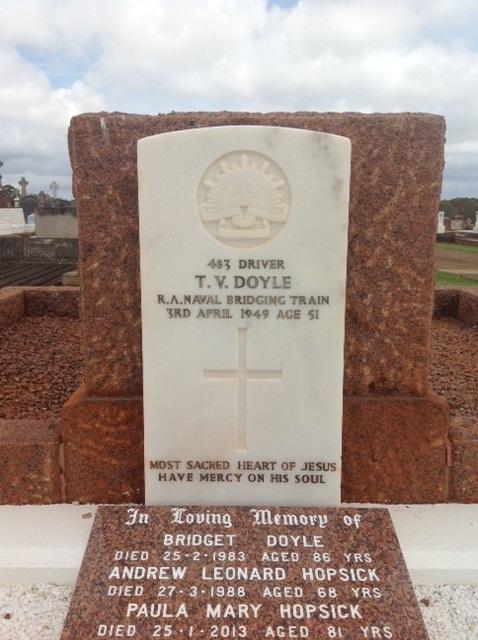 483 DRIVER
T. V. DOYLE
R.A. NAVAL BRIDGING TRAIN
3RD APRIL 1949 AGE 51
MOST SACRED HEART OF JESUS
HAVE MERCY ON HIS SOUL
In Loving Memory of
BRIDGET DOYLE
DIED 25-2-1983 AGED 86 YRS
ANDREW LEONARD HOPSICK
DIED 27-3-1988 AGED 68 YRS
PAULA MARY HOPSICK
DIED 25-1-2013 AGED 81 YRS